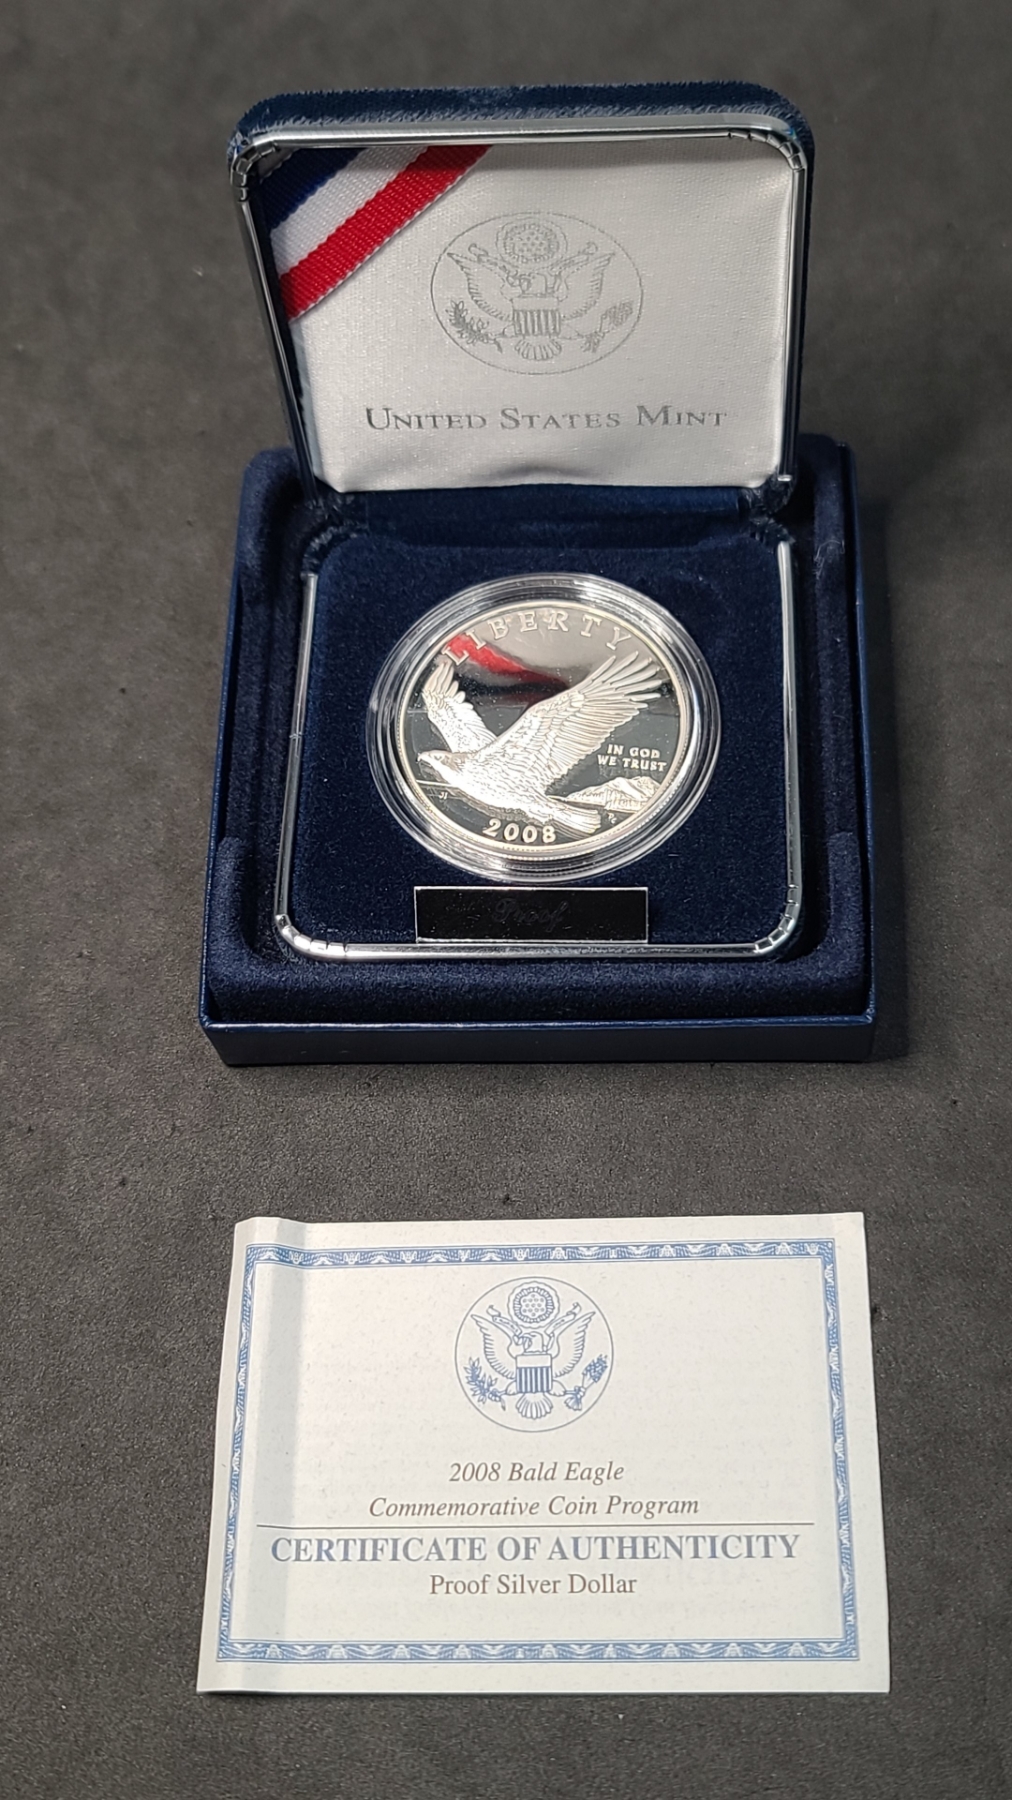 UNITED STATES MINT
LIBERTY
IN GOD
WE TRUST
JI
2008
Proof
2008 Bald Eagle
Commemorative Coin Program
CERTIFICATE OF AUTHENTICITY
Proof Silver Dollar